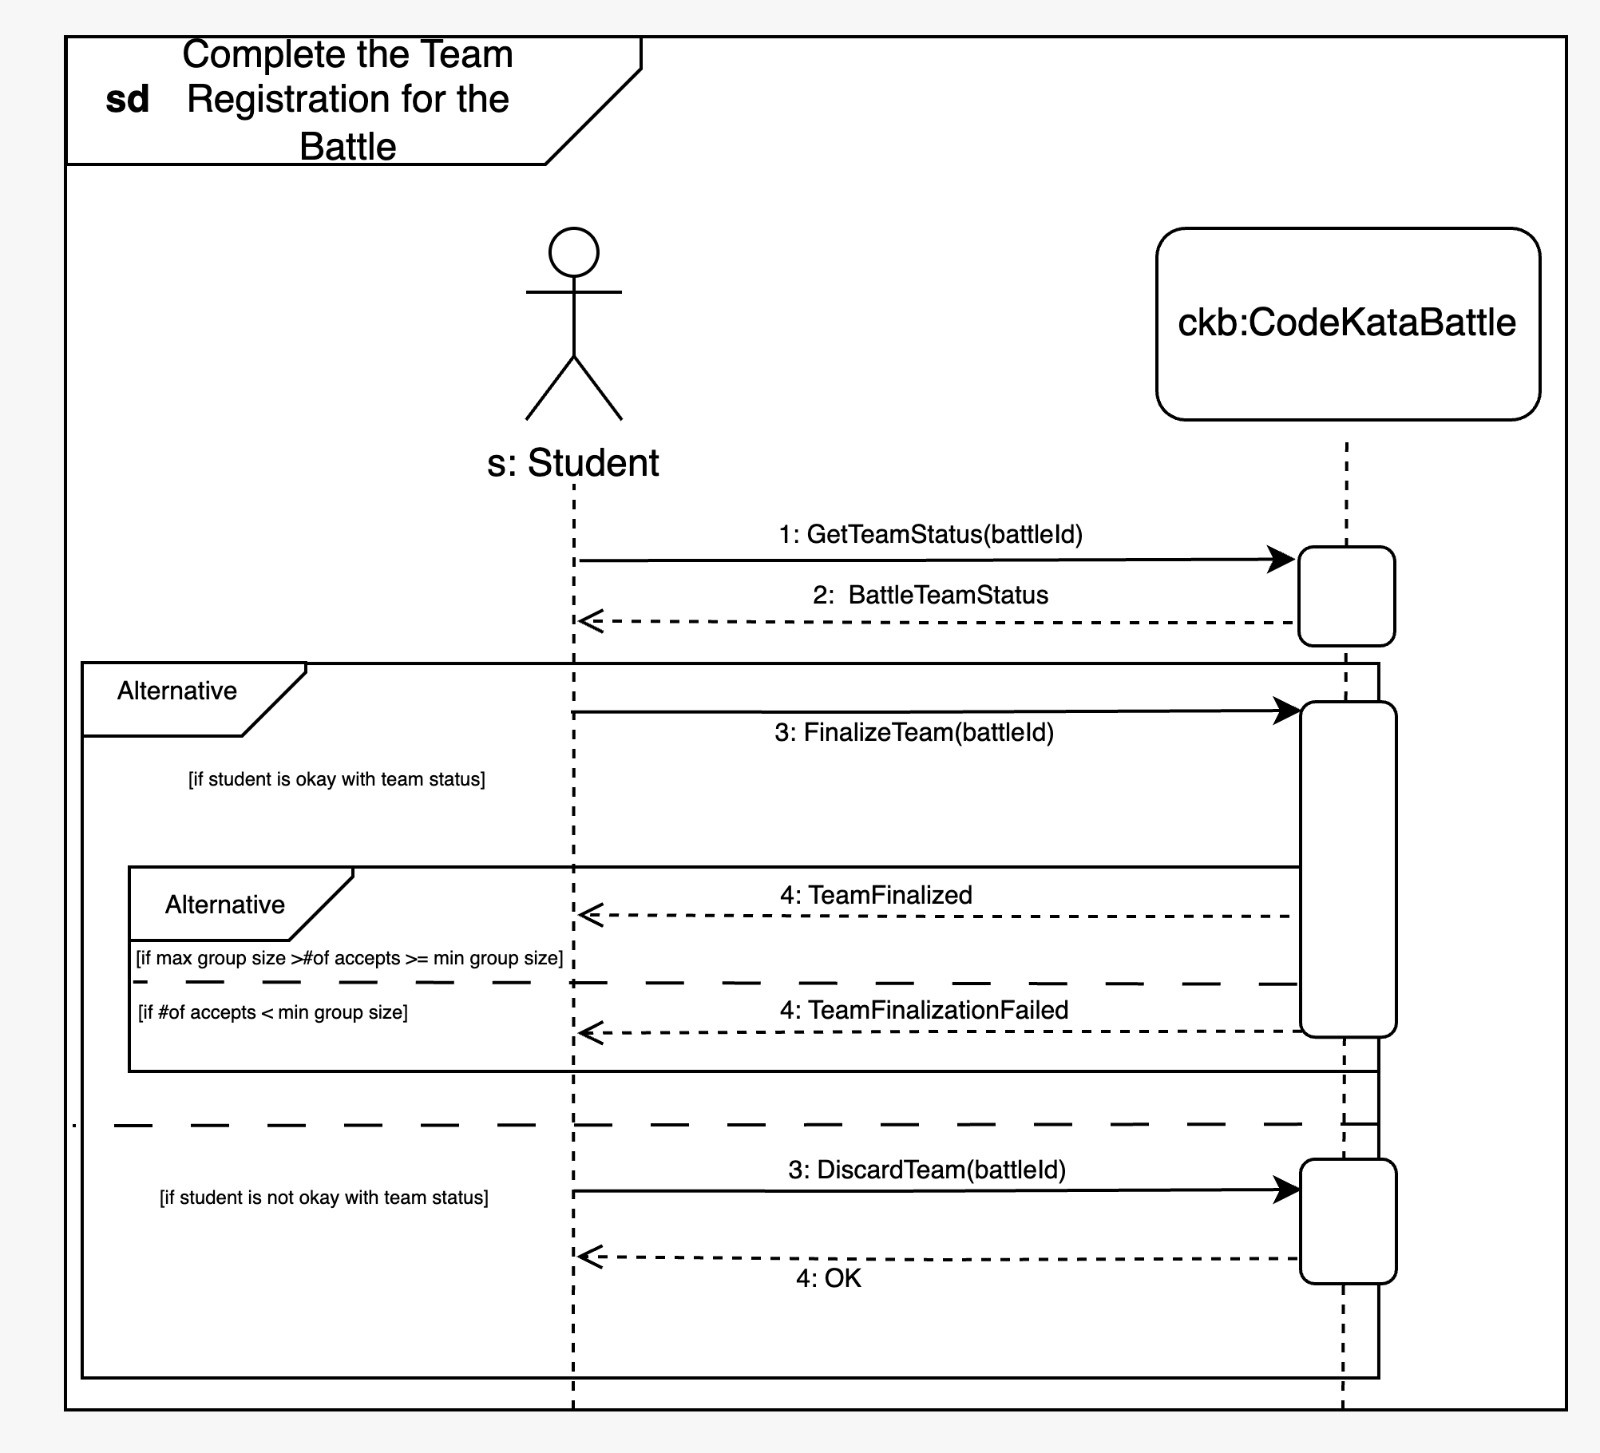 Complete the Team
sd Registration for the
Battle
ckb:CodeKataBattle
s: Student
1: GetTeamStatus(battleId)
2:  BattleTeamStatus
Alternative
3: FinalizeTeam(battleId)
[if student is okay with team status]
Alternative
4: TeamFinalized
[if max group size >#of accepts >= min group size]
[if #of accepts < min group size]
4: TeamFinalizationFailed
3: DiscardTeam(battleId)
[if student is not okay with team status]
4: OK